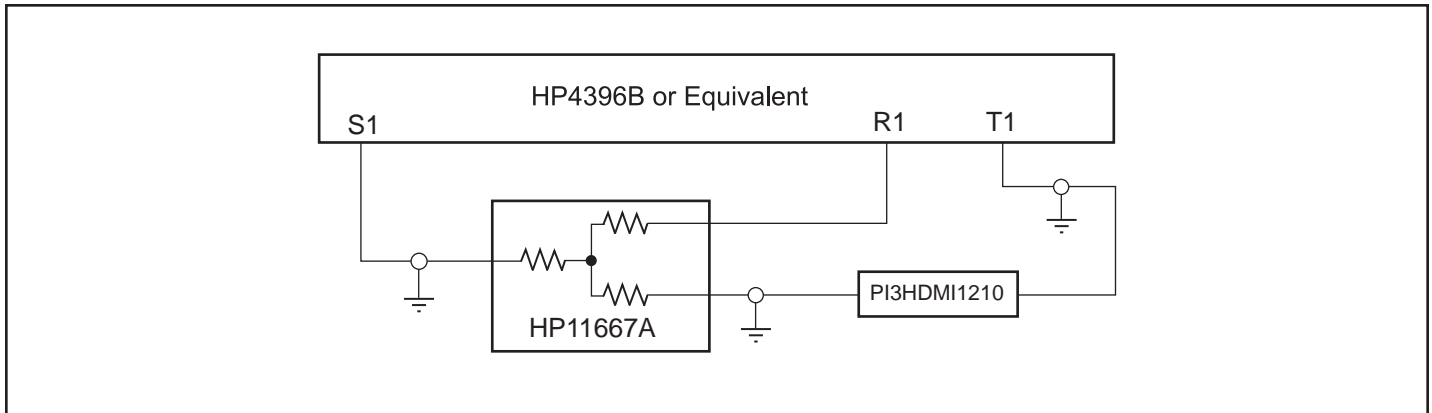 HP4396B or Equivalent
S1
R1
T1
PI3HDMI1210
HP11667A